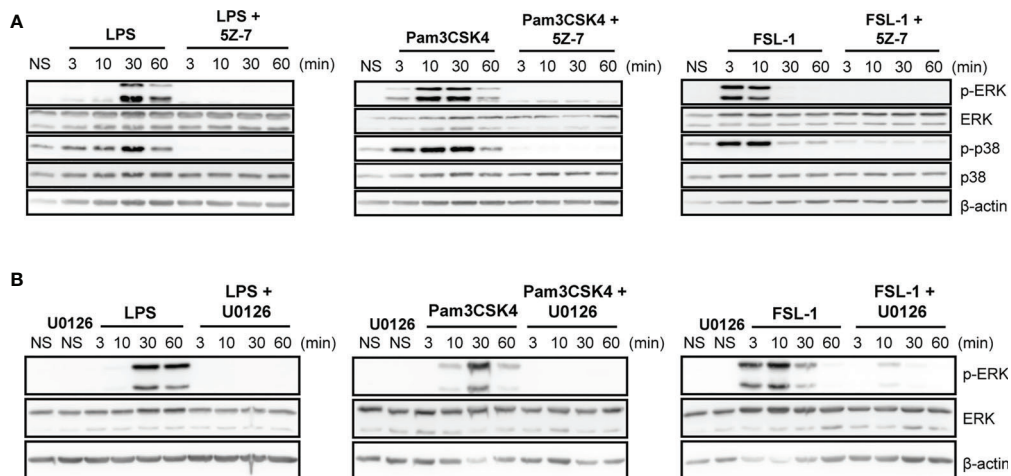 A
LPS
LPS +
5Z-7
NS 3 10 30 60 3 10 30 60 (min)
Pam3CSK4
Pam3CSK4 +
5Z-7
NS 3 10 30 60 3 10 30 60 (min)
FSL-1
FSL-1 +
5Z-7
NS 3 10 30 60 3 10 30 60 (min)
p-ERK
ERK
p-p38
p38
β-actin
B
U0126
LPS
LPS +
U0126
NS NS 3 10 30 60 3 10 30 60 (min)
U0126
Pam3CSK4
Pam3CSK4 +
U0126
NS NS 3 10 30 60 3 10 30 60 (min)
U0126
FSL-1
FSL-1 +
U0126
NS NS 3 10 30 60 3 10 30 60 (min)
p-ERK
ERK
β-actin